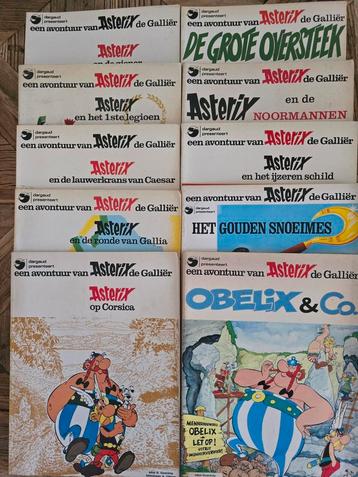 een avontuur van Asterix de Galliër
Asterix
dargaud
presenteert
een avontuur van Asterix de Galliër
Asterix
en het 1ste legioen
dargaud
presenteert
een avontuur van Asterix de Galliër
Asterix
en de lauwerkrans van Caesar
dargaud
presenteert
een avontuur van Asterix de Galliër
Asterix
en de ronde van Gallia
dargaud
presenteert
een avontuur van Asterix de Galliër
Asterix
op Corsica
een avontuur van Asterix de Galliër
DE GROTE OVERSTEEK
dargaud
presenteert
een avontuur van Asterix de Galliër
Asterix en de
NOORMANNEN
dargaud
presenteert
een avontuur van Asterix de Galliër
Asterix
en het ijzeren schild
dargaud
presenteert
een avontuur van Asterix de Galliër
HET GOUDEN SNOEIMES
dargaud
presenteert
een avontuur van Asterix de Galliër
OBELIX & Co.
OBELIX
LET OP!